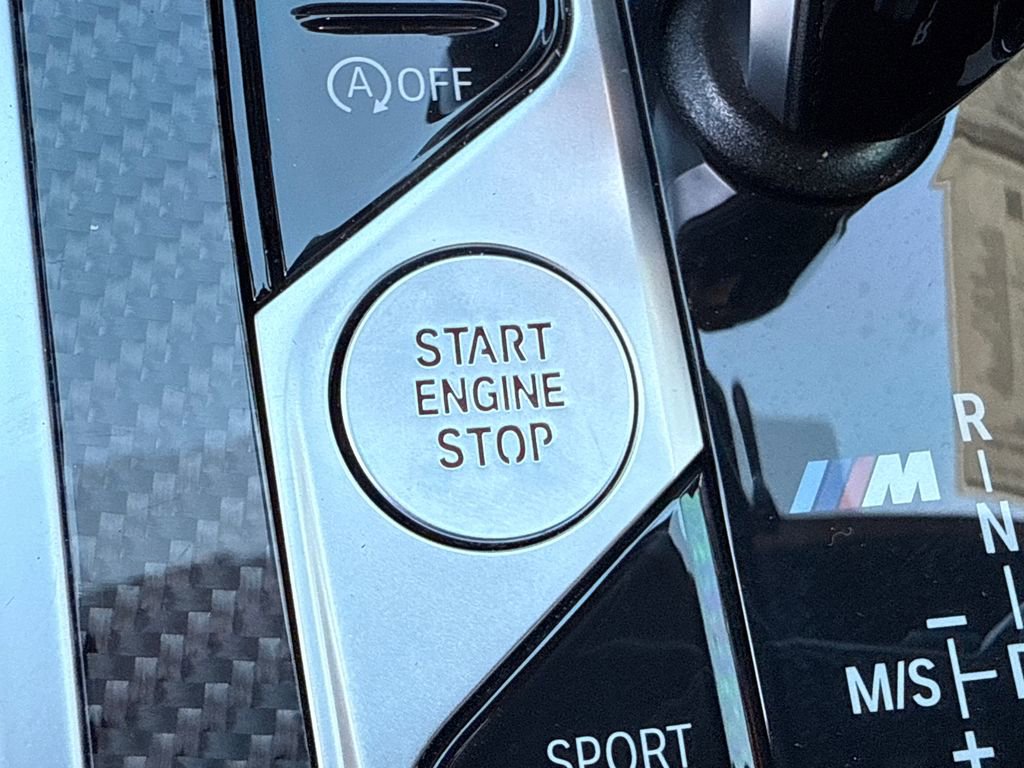 A OFF
START
ENGINE
STOP
R
M
N
M/S
−
+
SPORT